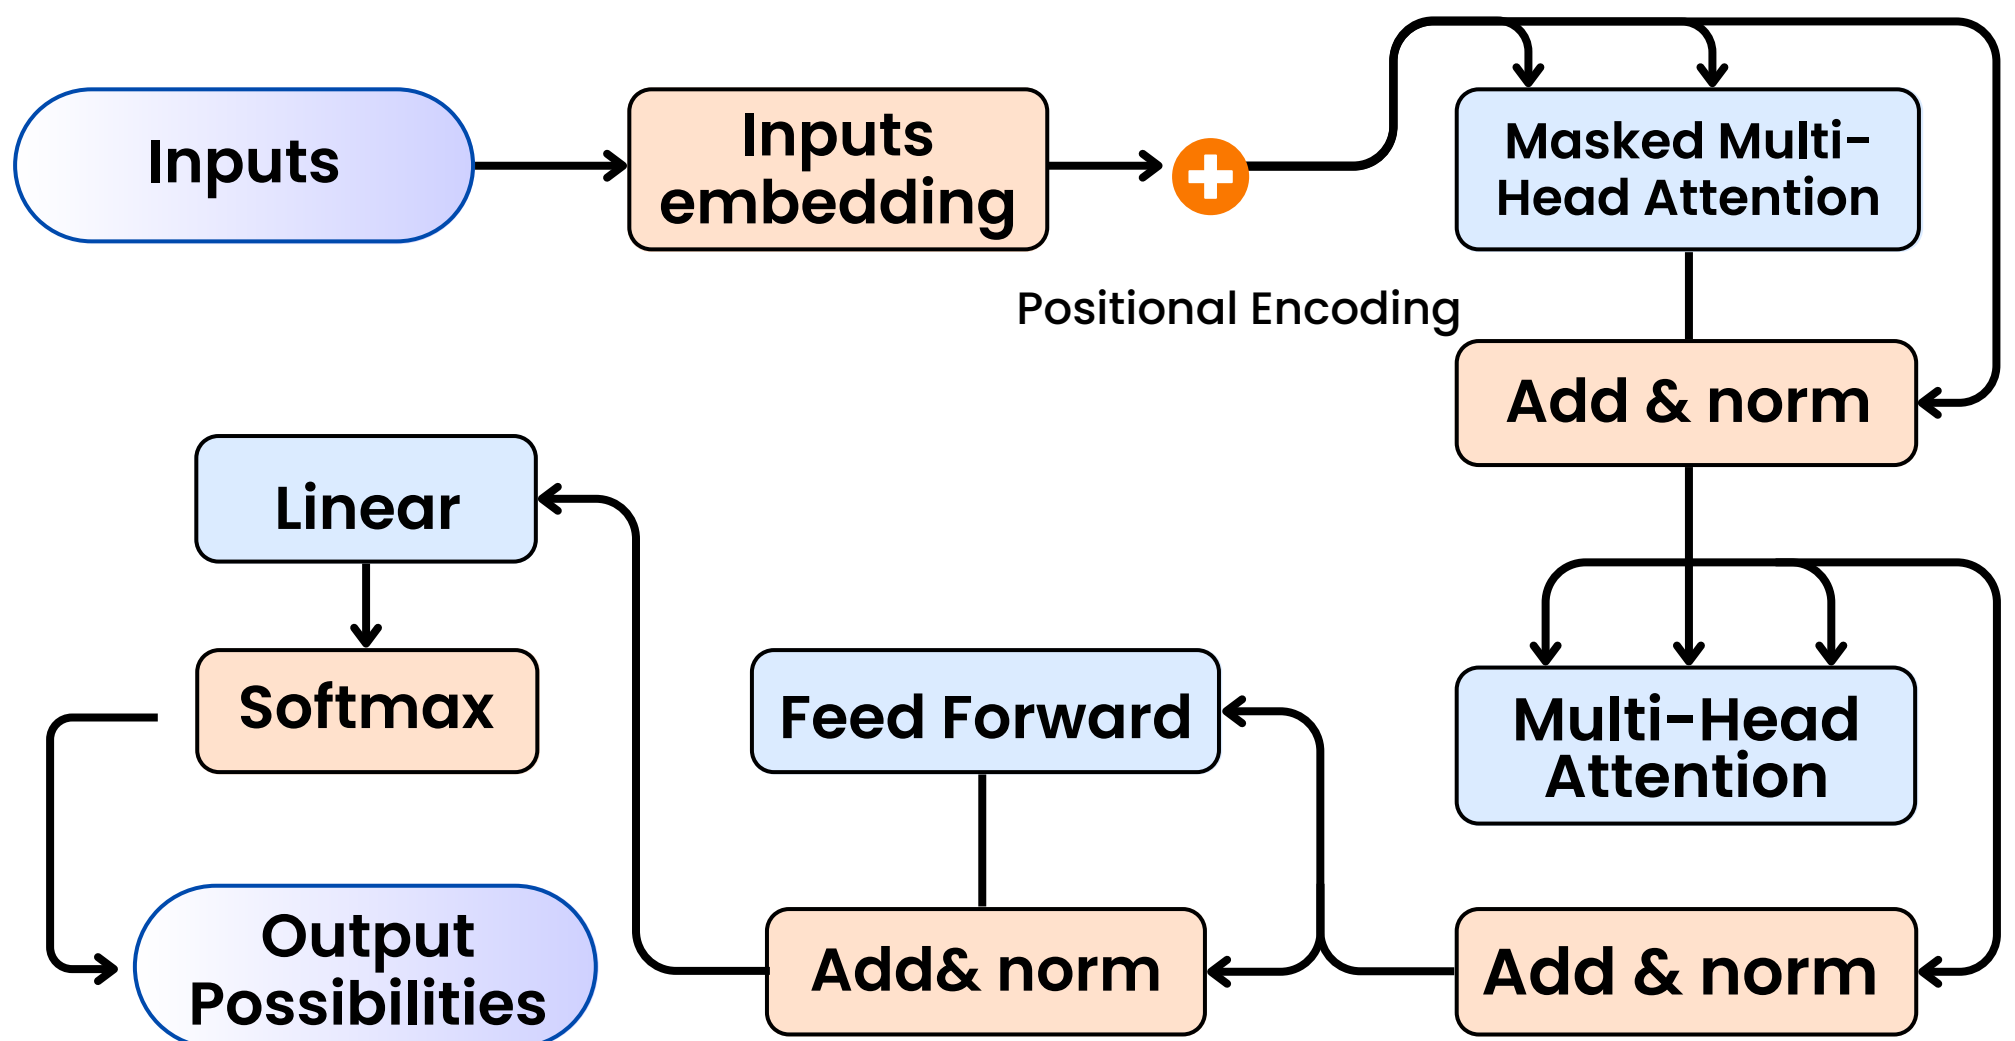 Inputs
Inputs
embedding
Masked Multi-
Head Attention
Positional Encoding
Add & norm
Linear
Softmax
Feed Forward
Multi-Head
Attention
Output
Possibilities
Add& norm
Add & norm